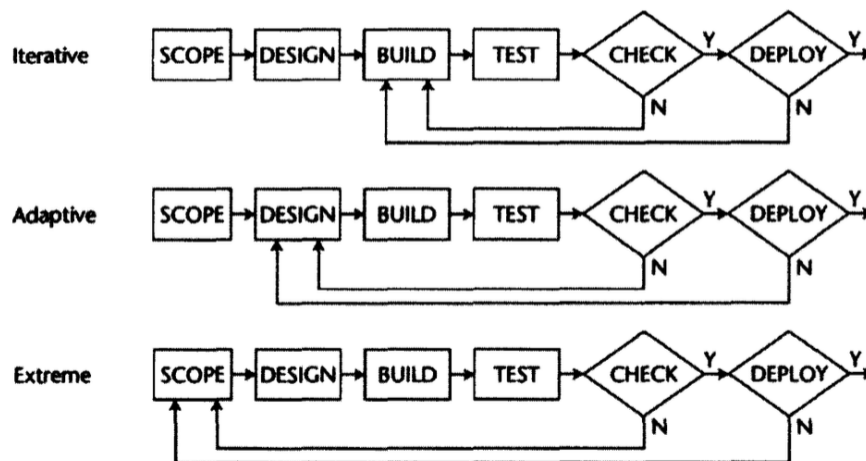 Iterative SCOPE DESIGN BUILD TEST CHECK Y DEPLOY Y
N N
Adaptive SCOPE DESIGN BUILD TEST CHECK Y DEPLOY Y
N N
Extreme SCOPE DESIGN BUILD TEST CHECK Y DEPLOY Y
N N